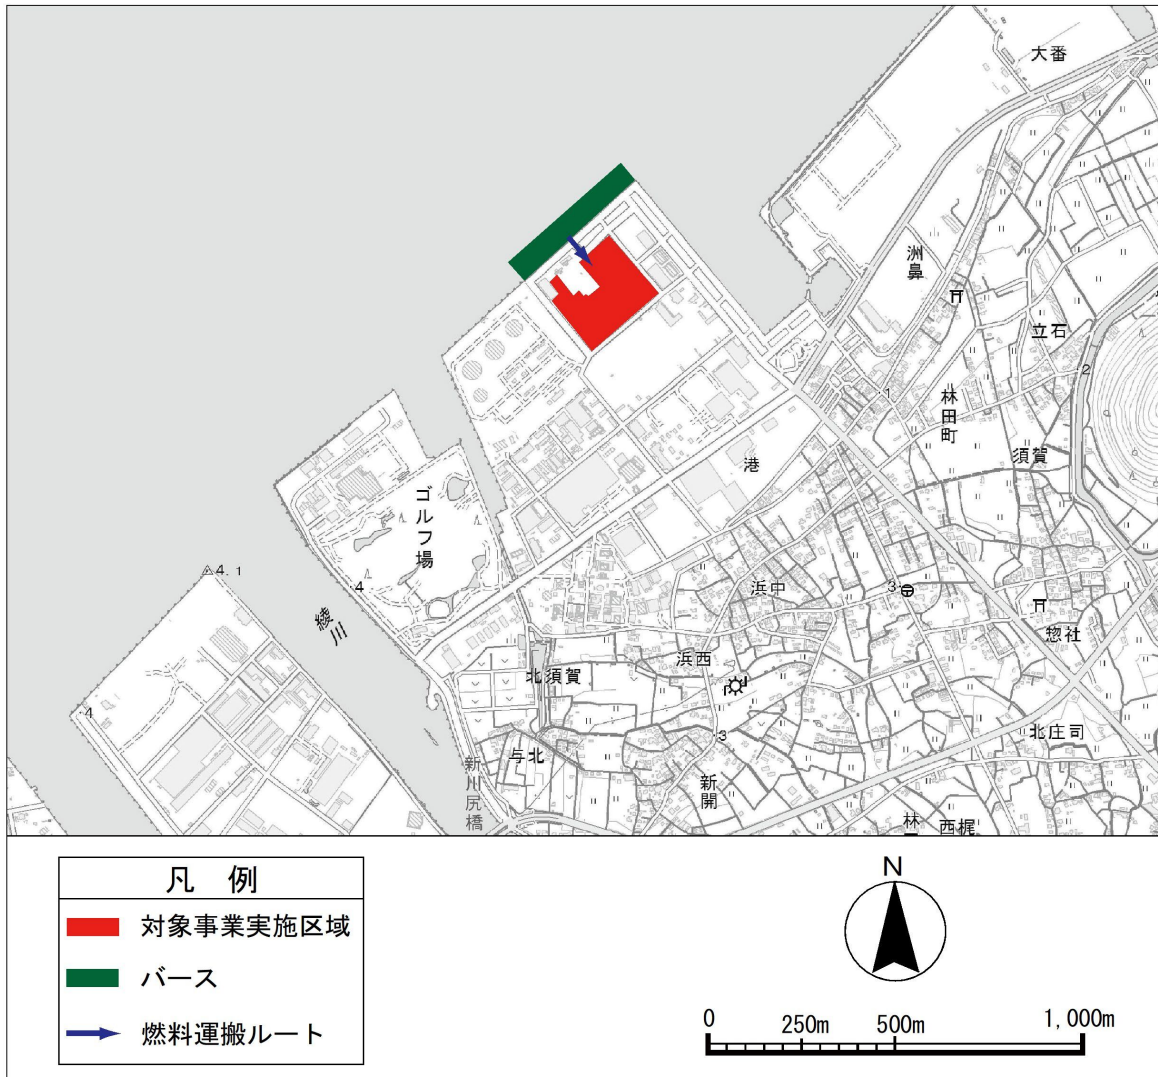 大番
洲鼻
立石
2
林田町
1
須賀
港
ゴルフ場
4.1
4
綾川
浜中
3
惣社
浜西
北須賀
4
3
北庄司
与北
新開
新川尻橋
林
西梶
凡 例
対象事業実施区域
バース
燃料運搬ルート
N
0 250m 500m 1,000m